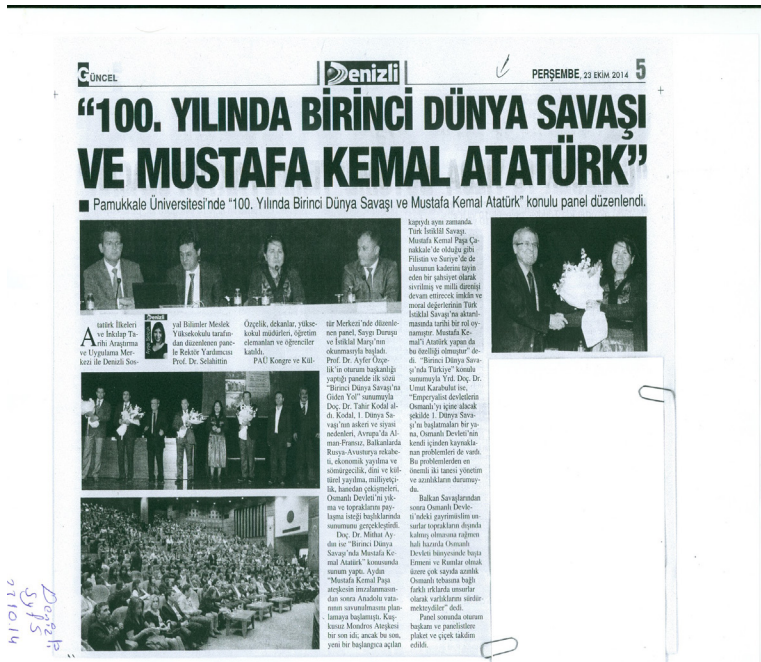 GÜNCEL
Denizli
PERŞEMBE, 23 EKİM 2014 5
“100. YILINDA BİRİNCİ DÜNYA SAVAŞI
VE MUSTAFA KEMAL ATATÜRK”
■ Pamukkale Üniversitesi'nde “100. Yılında Birinci Dünya Savaşı ve Mustafa Kemal Atatürk” konulu panel düzenlendi.
Atatürk İlkeleri
ve İnkılap Ta-
rihi Araştırma
ve Uygulama Mer-
kezi ile Denizli Sos-
Denizli
yal Bilimler Meslek
Yüksekokulu tarafın-
dan düzenlenen pane-
le Rektör Yardımcısı
Prof. Dr. Selahittin
Özçelik, dekanlar, yükse-
kokul müdürleri, öğretim
elemanları ve öğrenciler
katıldı.
PAÜ Kongre ve Kül-
tür Merkezi'nde düzenle-
nen panel, Saygı Duruşu
ve İstiklal Marşı'nın
okunmasıyla başladı.
Prof. Dr. Ayfer Özçe-
lik'in oturum başkanlığı
yaptığı panelde ilk sözü
“Birinci Dünya Savaşı'na
Giden Yol” sunumuyla
Doç. Dr. Tahir Kodal al-
dı. Kodal, 1. Dünya Sa-
vaşı'nın askeri ve siyasi
nedenleri, Avrupa'da Al-
man-Fransız, Balkanlarda
Rusya-Avusturya rekabe-
ti, ekonomik yayılma ve
sömürgecilik, dini ve kül-
türel yayılma, milliyetçi-
lik, hanedan çekişmeleri,
Osmanlı Devleti'ni yık-
ma ve topraklarını pay-
laşma isteği başlıklarında
sunumunu gerçekleştirdi.
Doç. Dr. Mithat Ay-
dın ise “Birinci Dünya
Savaşı'nda Mustafa Ke-
mal Atatürk” konusunda
sunum yaptı. Aydın
“Mustafa Kemal Paşa
ateşkesin imzalanmasın-
dan sonra Anadolu vata-
nının savunulmasını plan-
lamaya başlamıştı. Kuş-
kusuz Mondros Ateşkesi
bir son idi; ancak bu son,
yeni bir başlangıca açılan
kapıydı aynı zamanda.
Türk İstiklâl Savaşı.
Mustafa Kemal Paşa Ça-
nakkale'de olduğu gibi
Filistin ve Suriye'de de
ulusunun kaderini tayin
eden bir şahsiyet olarak
sivrilmiş ve milli direnişi
devam ettirecek imkân ve
moral değerlerinin Türk
İstiklal Savaşı'na aktarıl-
masında tarihi bir rol oy-
namıştır. Mustafa Ke-
mal'i Atatürk yapan da
bu özelliği olmuştur” de-
di. “Birinci Dünya Sava-
şı'nda Türkiye” konulu
sunumuyla Yrd. Doç. Dr.
Umut Karabulut ise,
“Emperyalist devletlerin
Osmanlı'yı içine alacak
şekilde 1. Dünya Sava-
şı'nı başlatmaları bir ya-
na, Osmanlı Devleti'nin
kendi içinden kaynakla-
nan problemleri de vardı.
Bu problemlerden en
önemli iki tanesi yönetim
ve azınlıkların durumuy-
du.
Balkan Savaşlarından
sonra Osmanlı Devle-
ti'ndeki gayrimüslim un-
surlar toprakların dışında
kalmış olmasına rağmen
hali hazırda Osmanlı
Devleti bünyesinde başta
Ermeni ve Rumlar olmak
üzere çok sayıda azınlık
Osmanlı tebaasına bağlı
farklı ırklarda unsurlar
olarak varlıklarını sürdür-
mekteydiler” dedi.
Panel sonunda oturum
başkanı ve panelistlere
plaket ve çiçek takdim
edildi.
Denizli
Syf 5